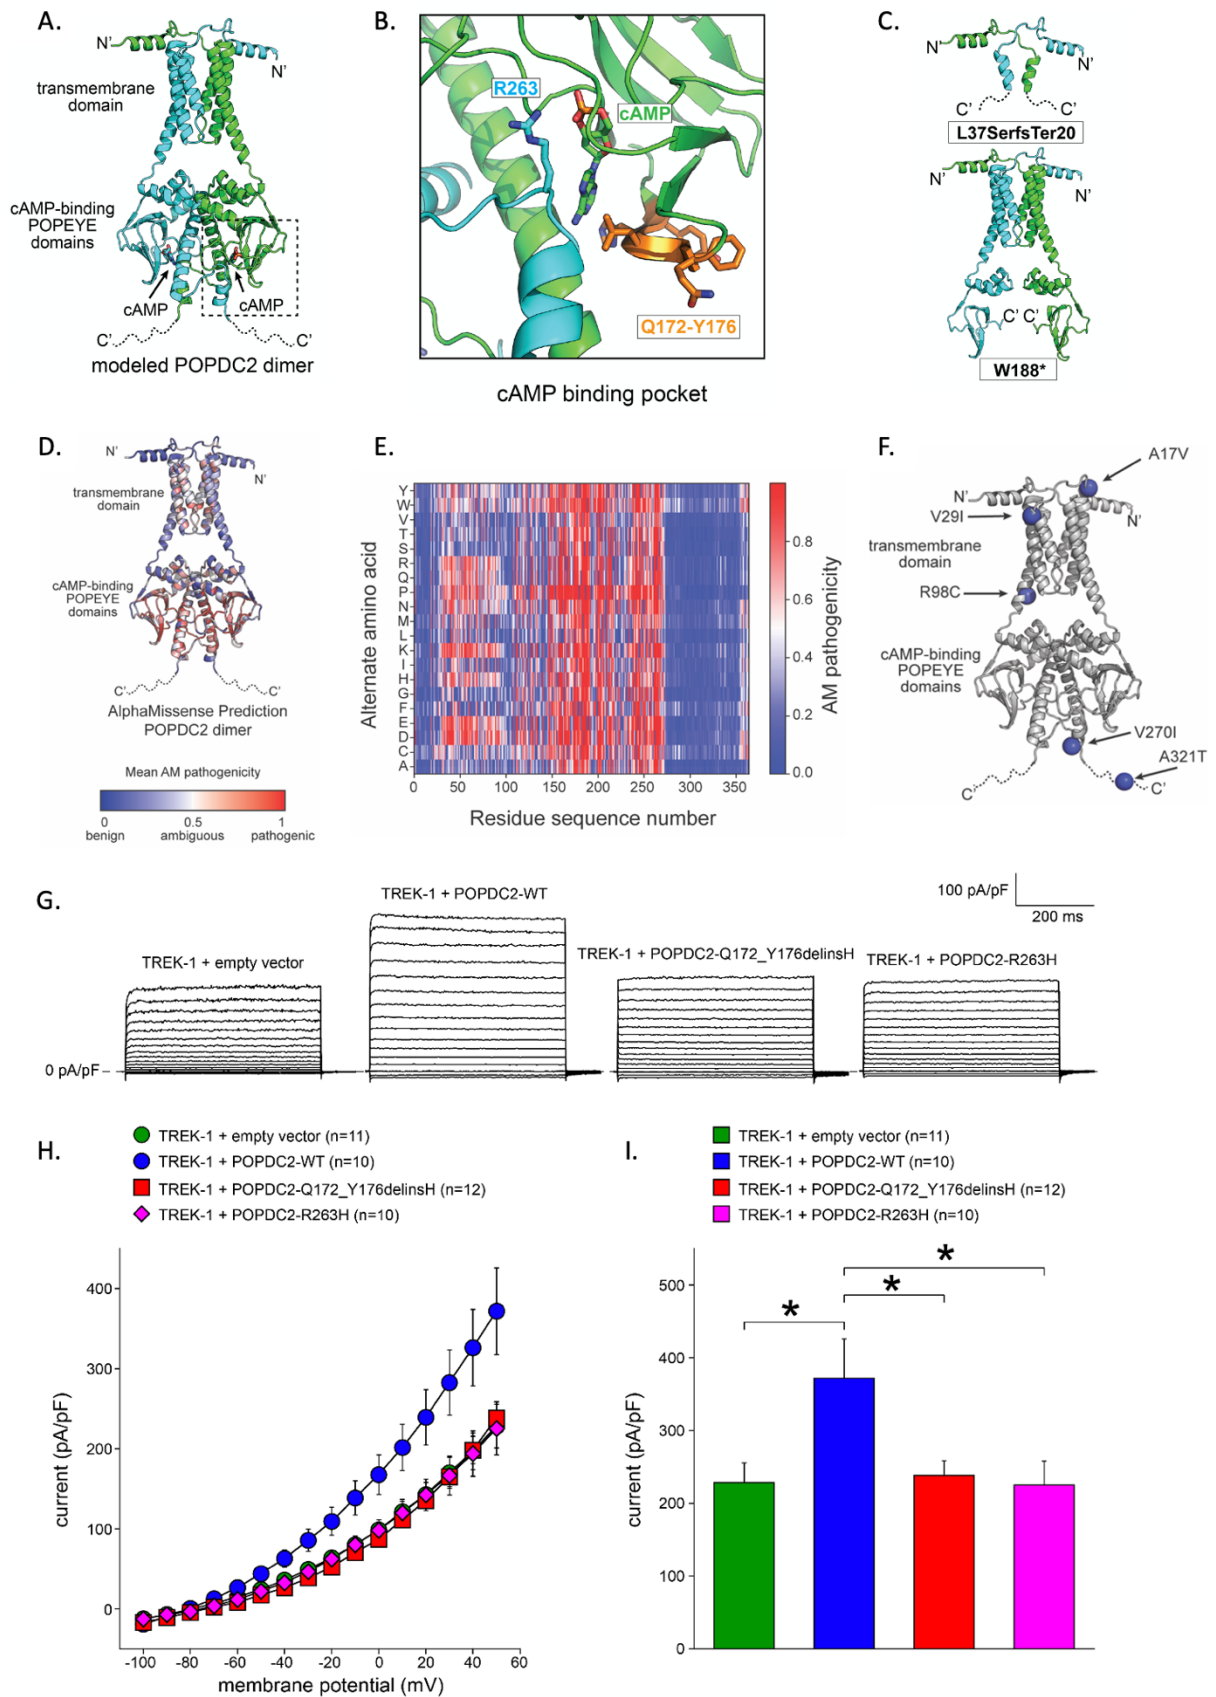 A.
N'
N'
transmembrane
domain
cAMP-binding
POPEYE
domains
cAMP
cAMP
C'
C'
modeled POPDC2 dimer
B.
R263
cAMP
Q172-Y176
cAMP binding pocket
C.
N'
N'
C'
C'
L37SerfsTer20
N'
N'
C' C'
W188*
D.
N'
N'
transmembrane
domain
cAMP-binding
POPEYE
domains
C'
C'
AlphaMissense Prediction
POPDC2 dimer
Mean AM pathogenicity
0 0.5 1
benign ambiguous pathogenic
E.
Alternate amino acid
Y
W
V
T
S
R
Q
P
N
M
L
K
I
H
G
F
E
D
C
A
0 50 100 150 200 250 300 350
Residue sequence number
0.8
0.6
0.4
0.2
0.0
AM pathogenicity
F.
A17V
N'
N'
V29I
transmembrane
domain
R98C
cAMP-binding
POPEYE
domains
V270I
A321T
C'
C'
G.
TREK-1 + empty vector
TREK-1 + POPDC2-WT
TREK-1 + POPDC2-Q172_Y176delinsH
TREK-1 + POPDC2-R263H
100 pA/pF
200 ms
0 pA/pF
H.
TREK-1 + empty vector (n=11)
TREK-1 + POPDC2-WT (n=10)
TREK-1 + POPDC2-Q172_Y176delinsH (n=12)
TREK-1 + POPDC2-R263H (n=10)
current (pA/pF)
400
300
200
100
0
-100 -80 -60 -40 -20 0 20 40 60
membrane potential (mV)
I.
TREK-1 + empty vector (n=11)
TREK-1 + POPDC2-WT (n=10)
TREK-1 + POPDC2-Q172_Y176delinsH (n=12)
TREK-1 + POPDC2-R263H (n=10)
current (pA/pF)
500
400
300
200
100
0
*
*
*